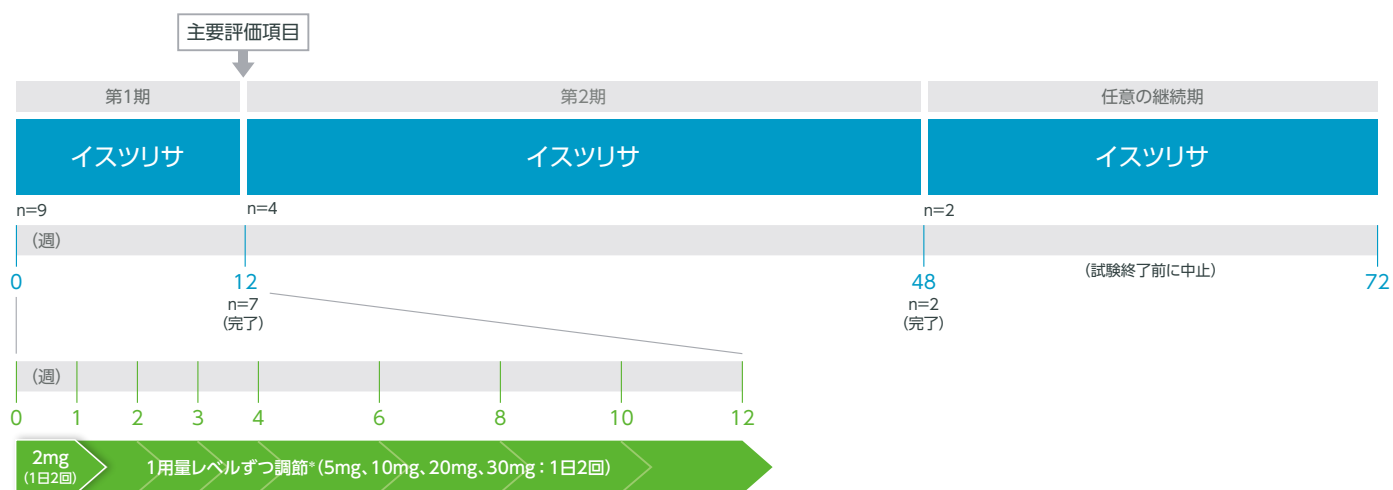 主要評価項目
第1期
第2期
任意の継続期
イスツリサ
イスツリサ
イスツリサ
n=9
n=4
n=2
(週)
0
12
48
72
n=7
(完了)
n=2
(完了)
(試験終了前に中止)
(週)
0
1
2
3
4
6
8
10
12
2mg
(1日2回)
1用量レベルずつ調節*(5mg、10mg、20mg、30mg:1日2回)